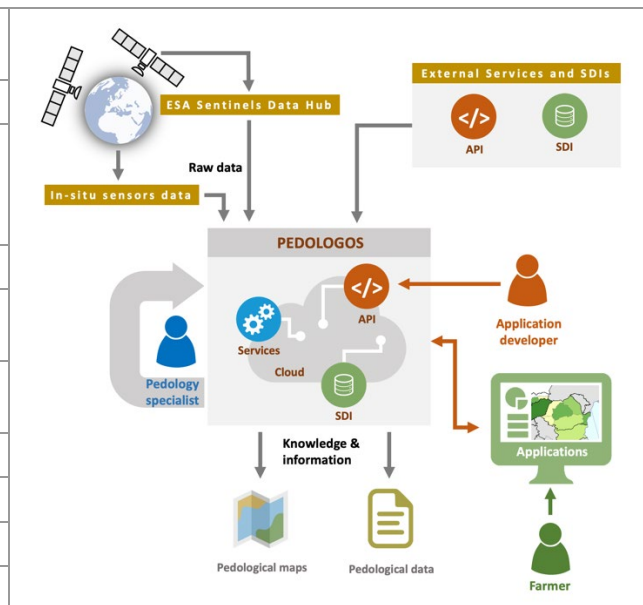 External Services and SDIs
ESA Sentinels Data Hub
</>
API
SDI
Raw data
In-situ sensors data
PEDOLOGOS
</>
API
Services
Cloud
SDI
Pedology
specialist
Application
developer
Applications
Knowledge &
information
Pedological maps
Pedological data
Farmer